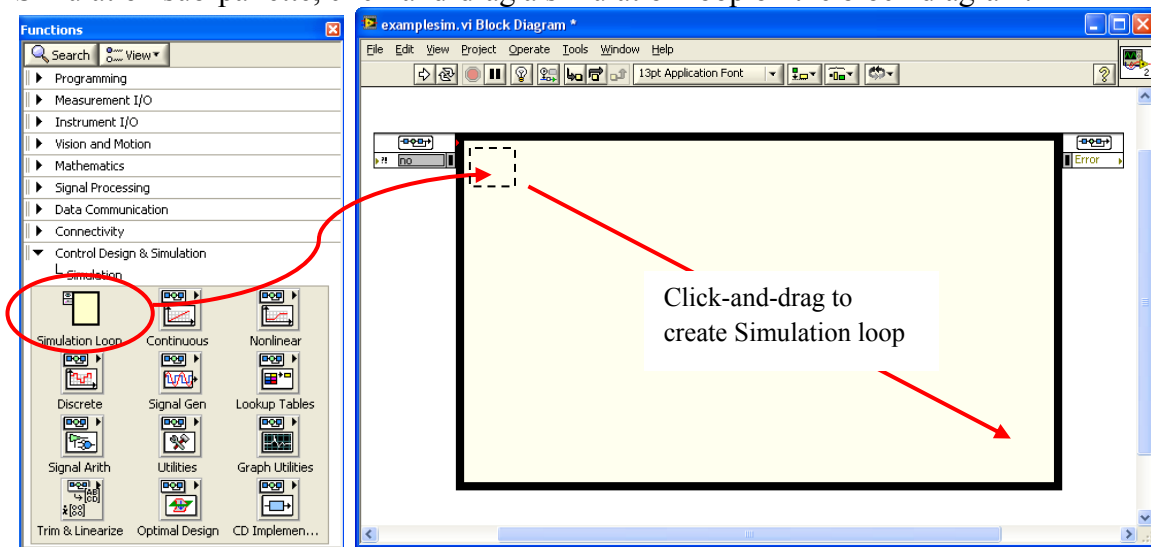 Functions
Search View
Programming
Measurement I/O
Instrument I/O
Vision and Motion
Mathematics
Signal Processing
Data Communication
Connectivity
Control Design & Simulation
Simulation
Simulation Loop Continuous Nonlinear
Discrete Signal Gen Lookup Tables
Signal Arith Utilities Graph Utilities
Trim & Linearize Optimal Design CD Implemen...
examplesim.vi Block Diagram *
File Edit View Project Operate Tools Window Help
13pt Application Font
2
no
Error
Click-and-drag to
create Simulation loop